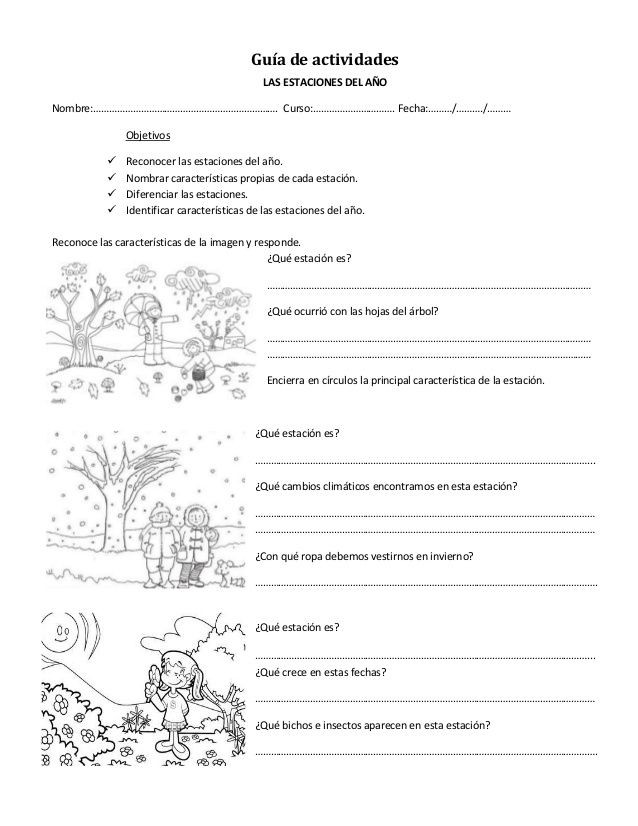 Guía de actividades
LAS ESTACIONES DEL AÑO
Nombre:.................................................................... Curso:.............................. Fecha:........./........../.........
Objetivos
✓ Reconocer las estaciones del año.
✓ Nombrar características propias de cada estación.
✓ Diferenciar las estaciones.
✓ Identificar características de las estaciones del año.
Reconoce las características de la imagen y responde.
¿Qué estación es?
¿Qué ocurrió con las hojas del árbol?
Encierra en círculos la principal característica de la estación.
¿Qué estación es?
¿Qué cambios climáticos encontramos en esta estación?
¿Con qué ropa debemos vestirnos en invierno?
¿Qué estación es?
¿Qué crece en estas fechas?
¿Qué bichos e insectos aparecen en esta estación?